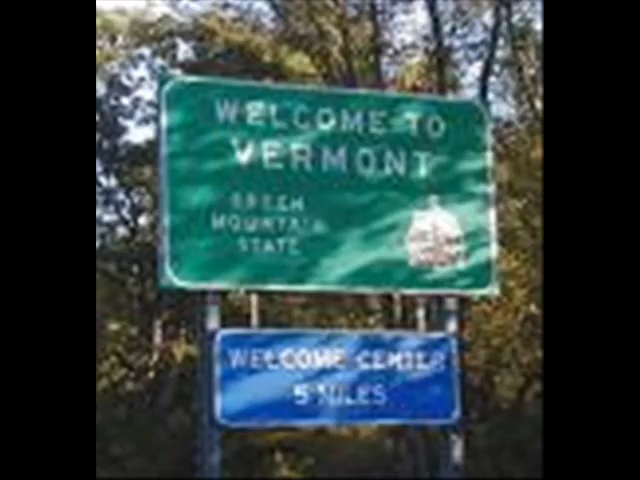 WELCOME TO
VERMONT
GREEN
MOUNTAIN
STATE
WELCOME CENTER
5 MILES